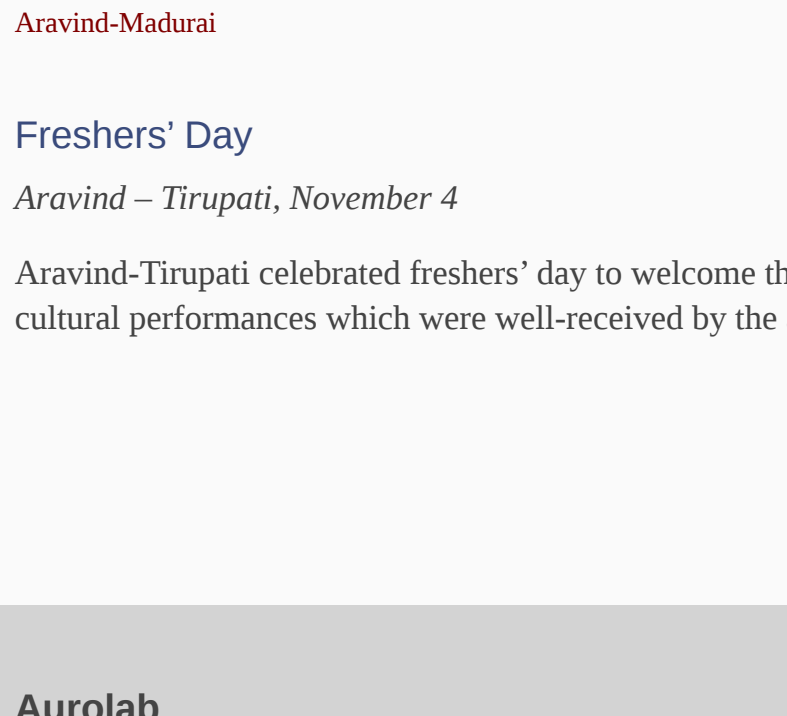 Aravind-Madurai
Freshers’ Day
Aravind – Tirupati, November 4
Aravind-Tirupati celebrated freshers’ day to welcome
cultural performances which were well-received by the
Aurolab